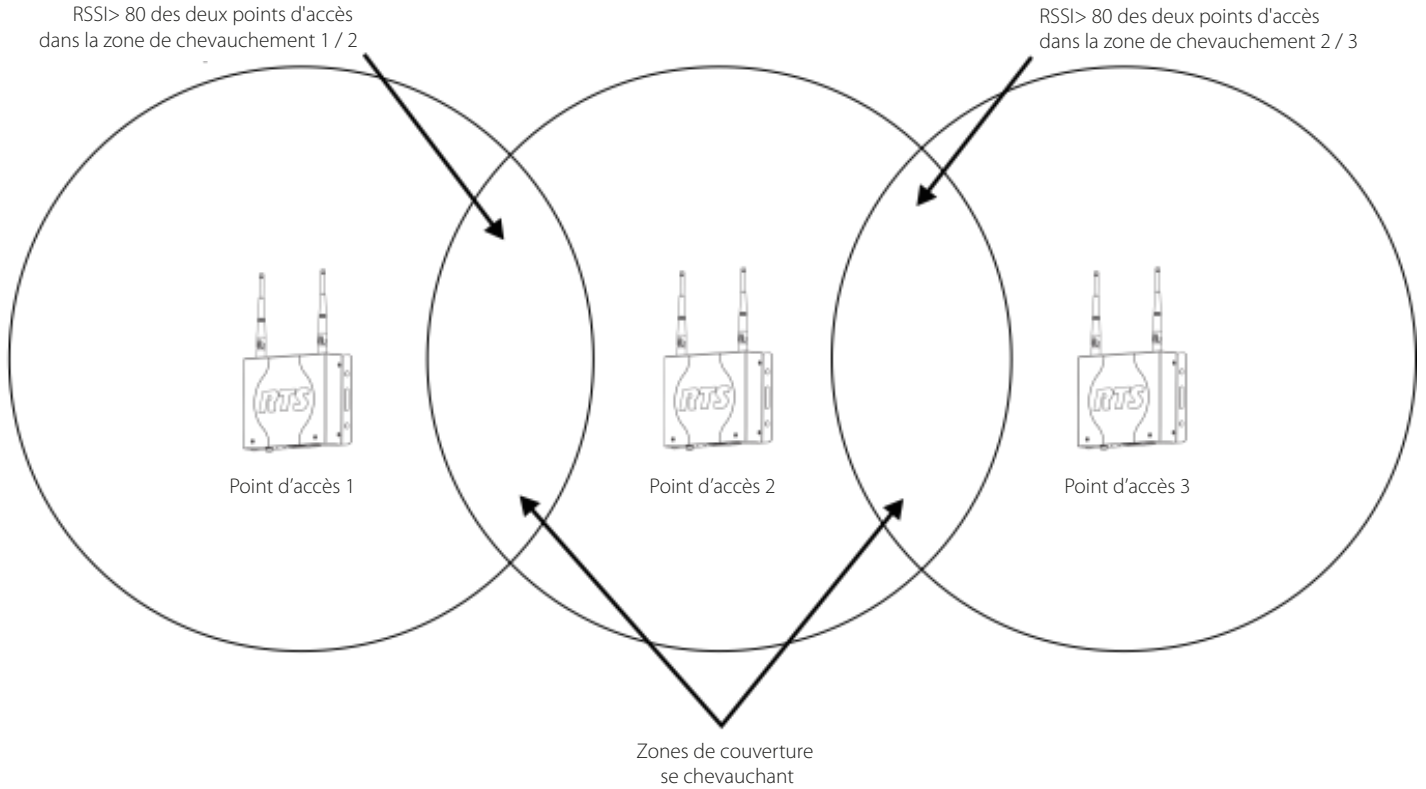 RSSI> 80 des deux points d'accès
dans la zone de chevauchement 1 / 2
RSSI> 80 des deux points d'accès
dans la zone de chevauchement 2 / 3
RTS
RTS
RTS
Point d’accès 1
Point d’accès 2
Point d’accès 3
Zones de couverture
se chevauchant